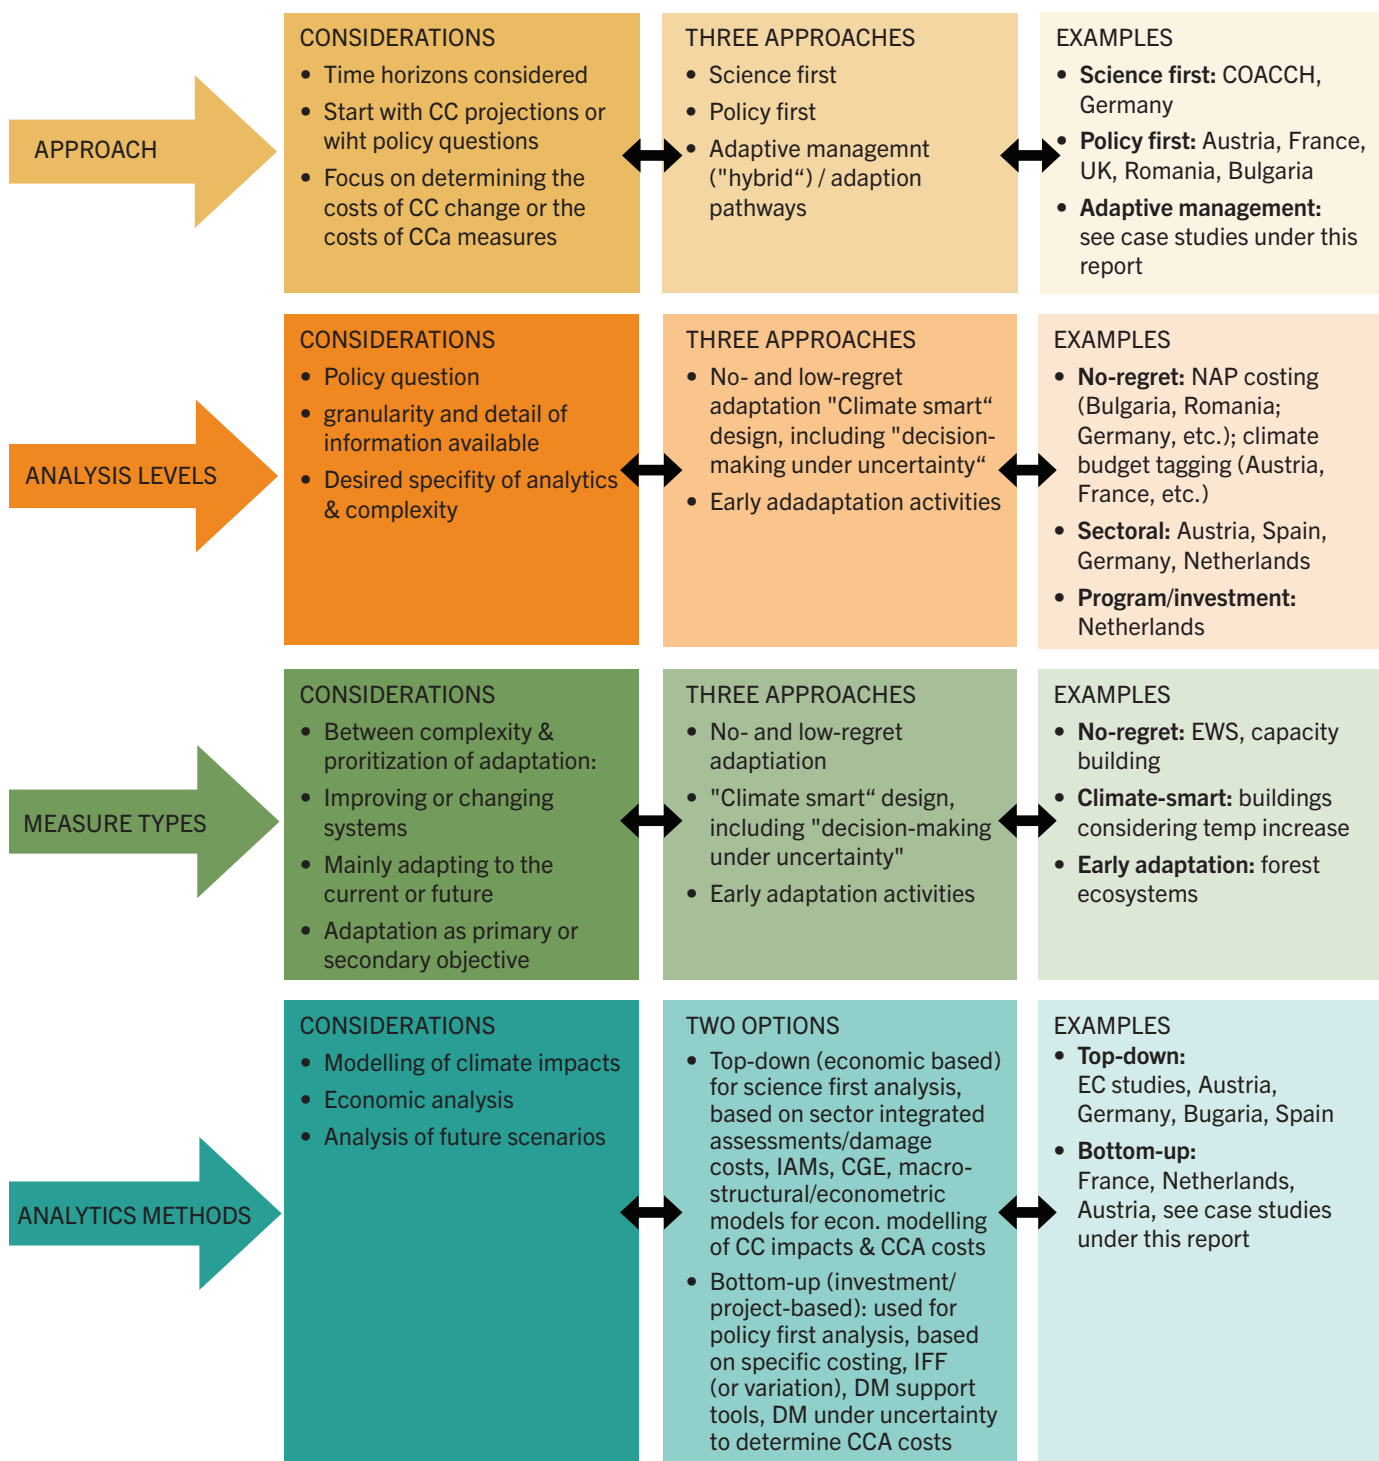 APPROACH
CONSIDERATIONS
• Time horizons considered
• Start with CC projections or
wiht policy questions
• Focus on determining the
costs of CC change or the
costs of CCa measures
THREE APPROACHES
• Science first
• Policy first
• Adaptive managemnt
("hybrid“) / adaption
pathways
EXAMPLES
• Science first: COACCH,
Germany
• Policy first: Austria, France,
UK, Romania, Bulgaria
• Adaptive management:
see case studies under this
report
ANALYSIS LEVELS
CONSIDERATIONS
• Policy question
• granularity and detail of
information available
• Desired specifity of analytics
& complexity
THREE APPROACHES
• No- and low-regret
adaptation "Climate smart“
design, including "decision-
making under uncertainty“
• Early adadaptation activities
EXAMPLES
• No-regret: NAP costing
(Bulgaria, Romania;
Germany, etc.); climate
budget tagging (Austria,
France, etc.)
• Sectoral: Austria, Spain,
Germany, Netherlands
• Program/investment:
Netherlands
MEASURE TYPES
CONSIDERATIONS
• Between complexity &
proritization of adaptation:
• Improving or changing
systems
• Mainly adapting to the
current or future
• Adaptation as primary or
secondary objective
THREE APPROACHES
• No- and low-regret
adaptiation
• "Climate smart“ design,
including "decision-making
under uncertainty"
• Early adaptation activities
EXAMPLES
• No-regret: EWS, capacity
building
• Climate-smart: buildings
considering temp increase
• Early adaptation: forest
ecosystems
ANALYTICS METHODS
CONSIDERATIONS
• Modelling of climate impacts
• Economic analysis
• Analysis of future scenarios
TWO OPTIONS
• Top-down (economic based)
for science first analysis,
based on sector integrated
assessments/damage
costs, IAMs, CGE, macro-
structural/econometric
models for econ. modelling
of CC impacts & CCA costs
• Bottom-up (investment/
project-based): used for
policy first analysis, based
on specific costing, IFF
(or variation), DM support
tools, DM under uncertainty
to determine CCA costs
EXAMPLES
• Top-down:
EC studies, Austria,
Germany, Bugaria, Spain
• Bottom-up:
France, Netherlands,
Austria, see case studies
under this report